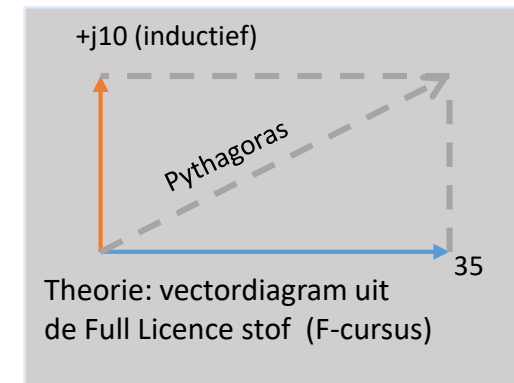 +j10 (inductief)
Pythagoras
35
Theorie: vectordiagram uit
de Full Licence stof (F-cursus)